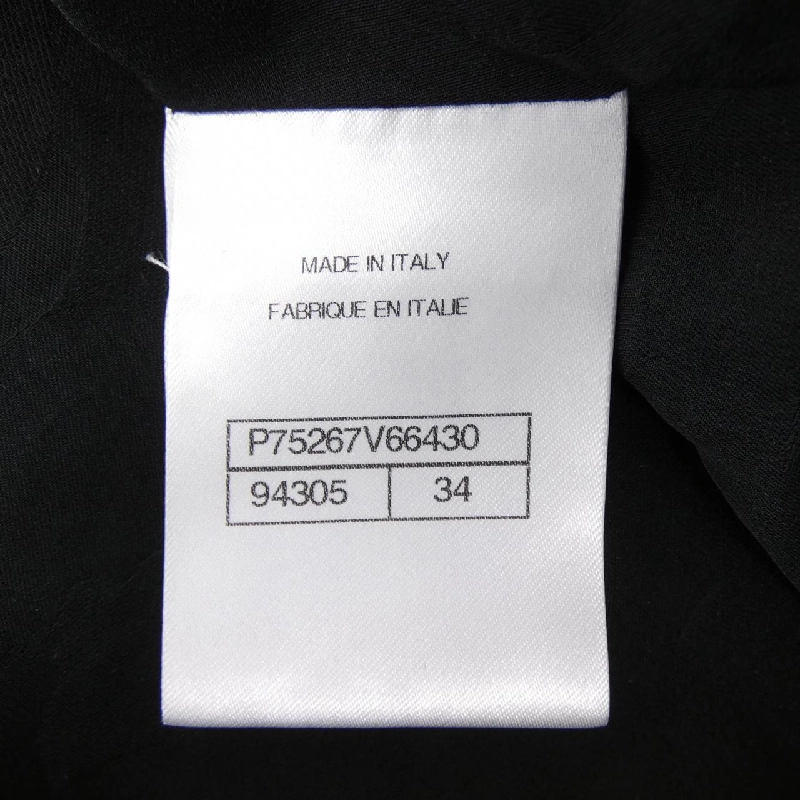 MADE IN ITALY
FABRIQUE EN ITALIE
P75267V66430
94305 34